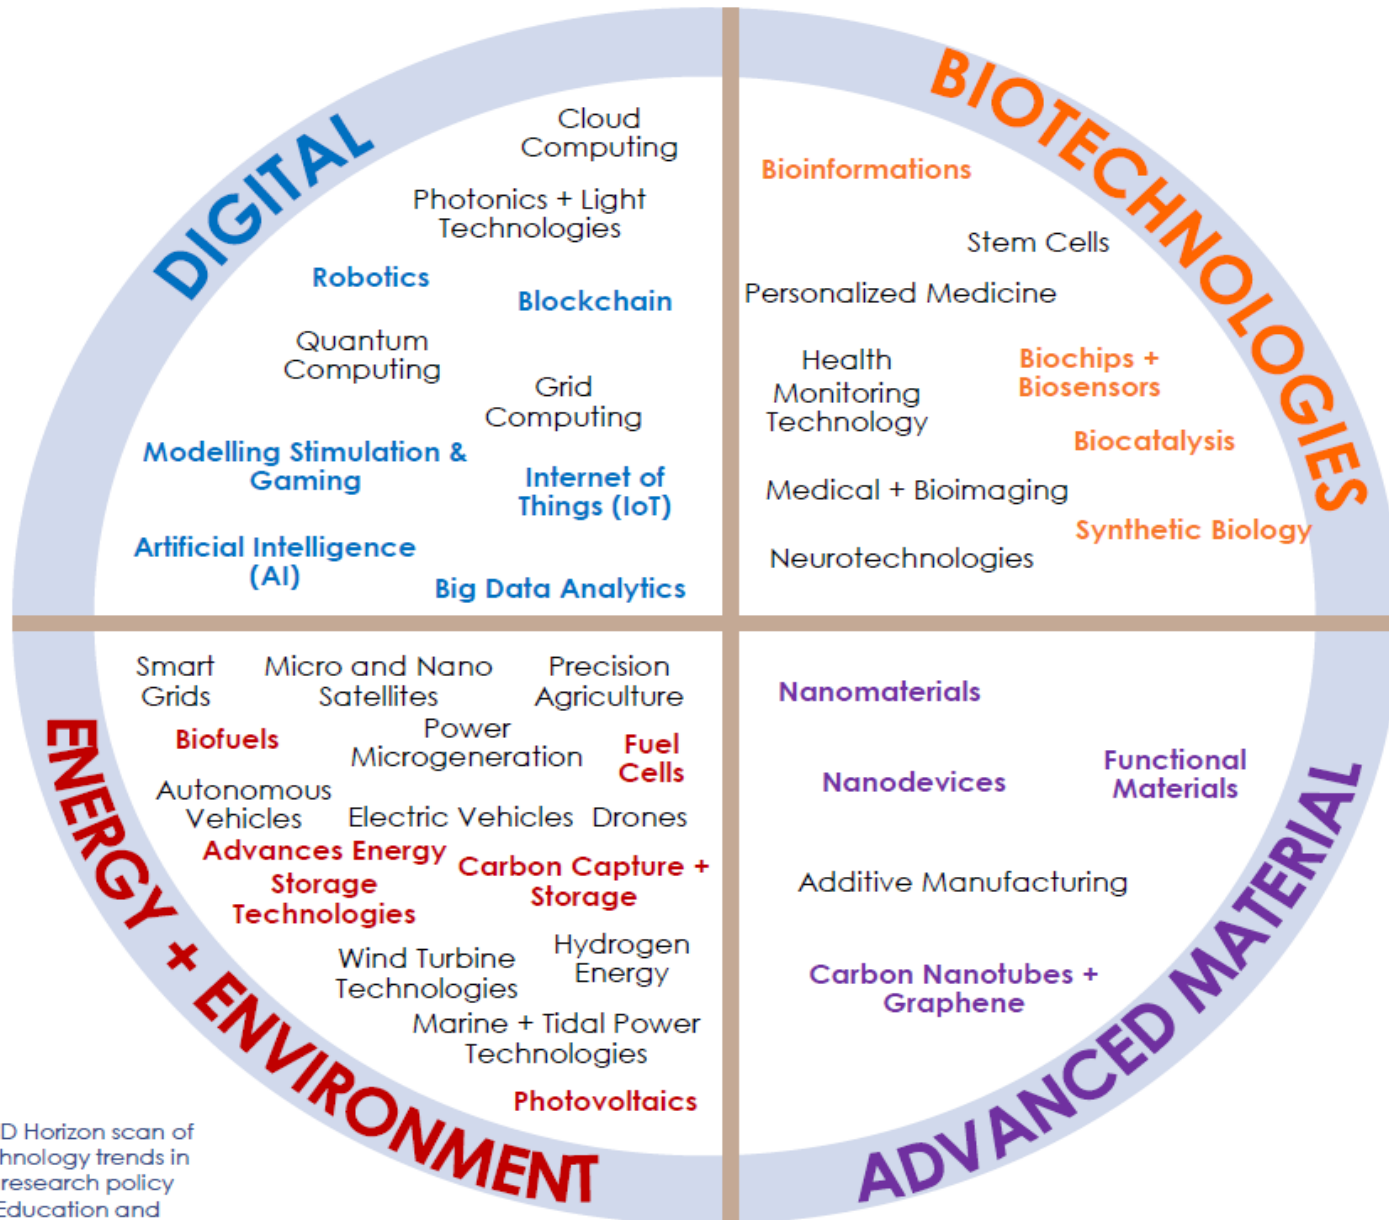 DIGITAL
Cloud
Computing
Photonics + Light
Technologies
Robotics
Blockchain
Quantum
Computing
Grid
Computing
Modelling Stimulation &
Gaming
Internet of
Things (IoT)
Artificial Intelligence
(AI)
Big Data Analytics
BIOTECHNOLOGIES
Bioinformations
Stem Cells
Personalized Medicine
Health
Monitoring
Technology
Biochips +
Biosensors
Biocatalysis
Medical + Bioimaging
Synthetic Biology
Neurotechnologies
ENERGY + ENVIRONMENT
Smart
Grids
Micro and Nano
Satellites
Precision
Agriculture
Biofuels
Power
Microgeneration
Fuel
Cells
Autonomous
Vehicles
Electric Vehicles
Drones
Advances Energy
Storage
Technologies
Carbon Capture +
Storage
Wind Turbine
Technologies
Hydrogen
Energy
Marine + Tidal Power
Technologies
Photovoltaics
ADVANCED MATERIAL
Nanomaterials
Nanodevices
Functional
Materials
Additive Manufacturing
Carbon Nanotubes +
Graphene
D Horizon scan of
hnology trends in
research policy
Education and